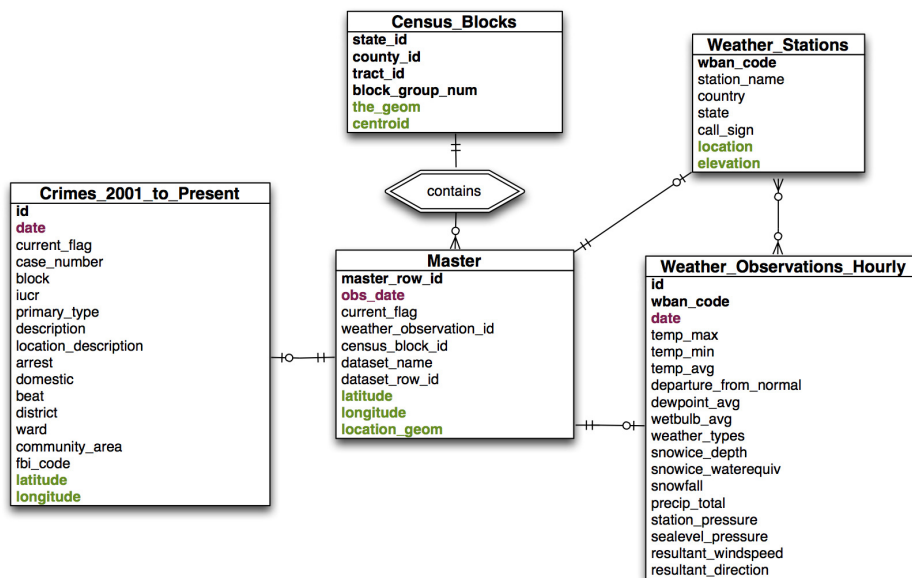 Census_Blocks
state_id
county_id
tract_id
block_group_num
the_geom
centroid
Weather_Stations
wban_code
station_name
country
state
call_sign
location
elevation
contains
Crimes_2001_to_Present
id
date
current_flag
case_number
block
iucr
primary_type
description
location_description
arrest
domestic
beat
district
ward
community_area
fbi_code
latitude
longitude
Master
master_row_id
obs_date
current_flag
weather_observation_id
census_block_id
dataset_name
dataset_row_id
latitude
longitude
location_geom
Weather_Observations_Hourly
id
wban_code
date
temp_max
temp_min
temp_avg
departure_from_normal
dewpoint_avg
wetbulb_avg
weather_types
snowice_depth
snowice_waterequiv
snowfall
precip_total
station_pressure
sealevel_pressure
resultant_windspeed
resultant_direction